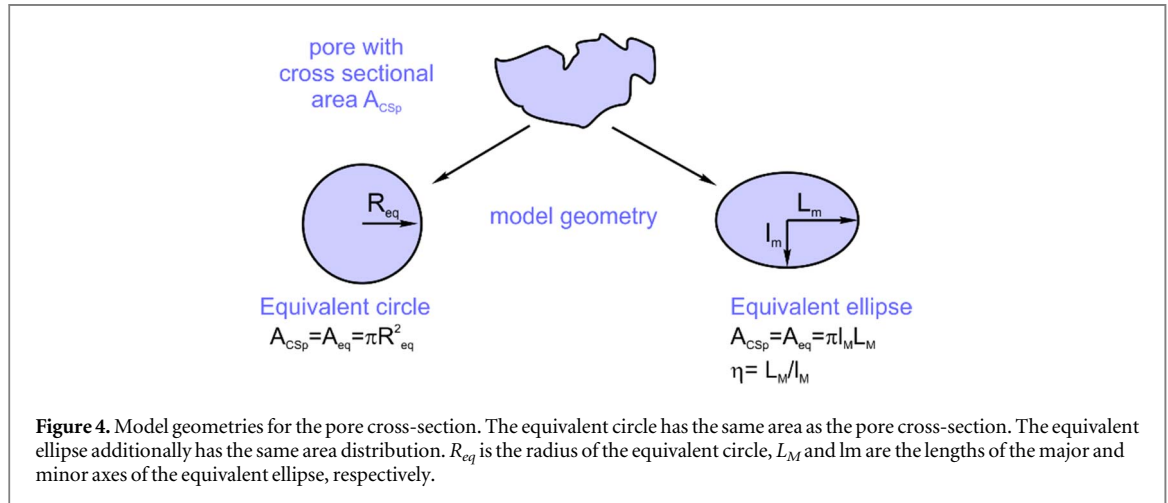 pore with
cross sectional
area A_CSp
R_eq
model geometry
L_m
l_m
Equivalent circle
A_CSp=A_eq=πR²_eq
Equivalent ellipse
A_CSp=A_eq=πl_ML_M
η= L_M/l_M
Figure 4. Model geometries for the pore cross-section. The equivalent circle has the same area as the pore cross-section. The equivalent
ellipse additionally has the same area distribution. R_eq is the radius of the equivalent circle, L_M and lm are the lengths of the major and
minor axes of the equivalent ellipse, respectively.